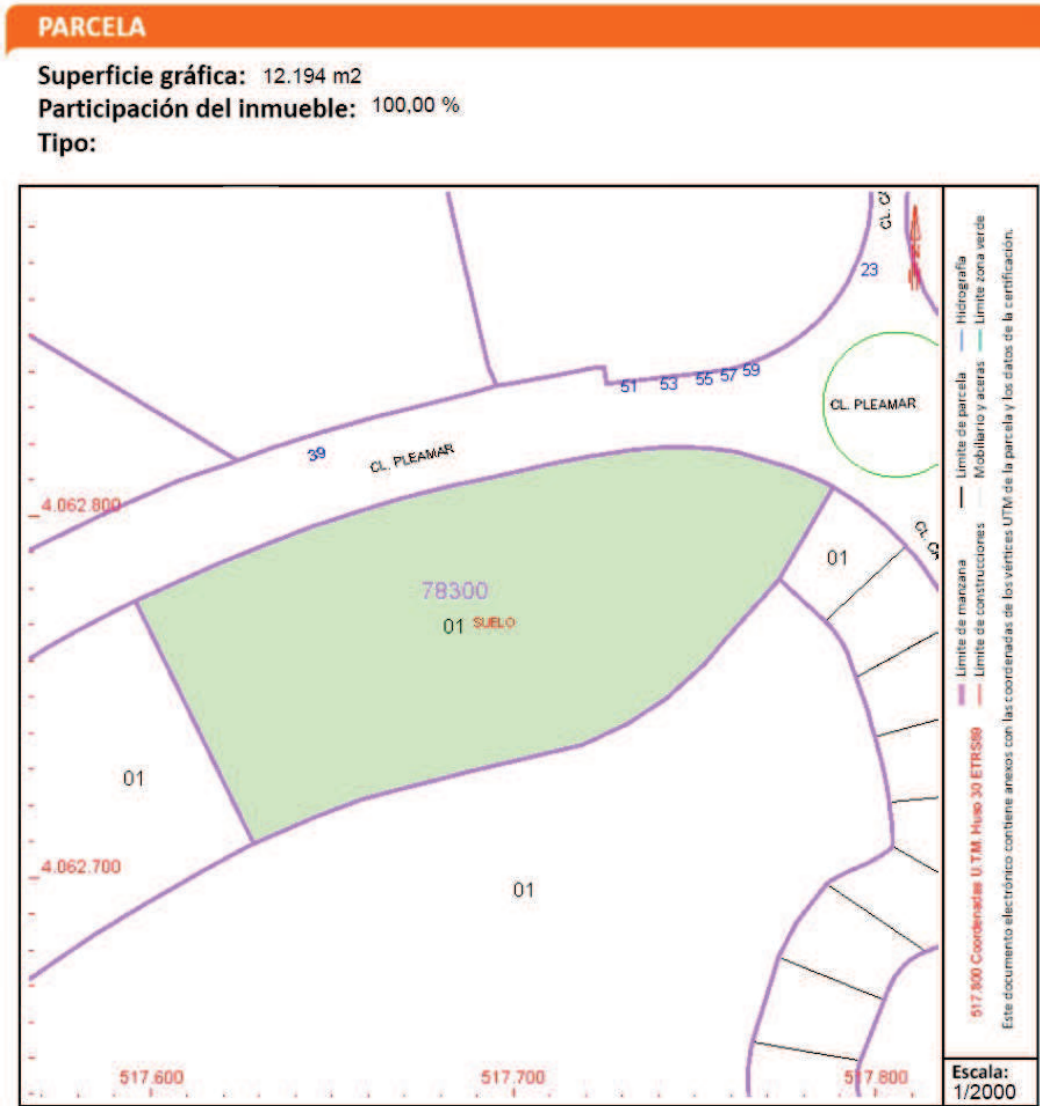 PARCELA
Superficie gráfica: 12.194 m2
Participación del inmueble: 100,00 %
Tipo:
23
51 53 55 57 59
CL. PLEAMAR
39
CL. PLEAMAR
4.062.800
01
78300
01 SUELO
01
4.062.700
01
517.600 517.700 517.800
517.800 Coordenadas U.T.M. Huso 30 ETRS89
Límite de manzana
Límite de parcela
Hidrografía
Límite de construcciones
Mobiliario y aceras
Límite zona verde
Este documento electrónico contiene anexos con las coordenadas de los vértices UTM de la parcela y los datos de la certificación.
Escala:
1/2000